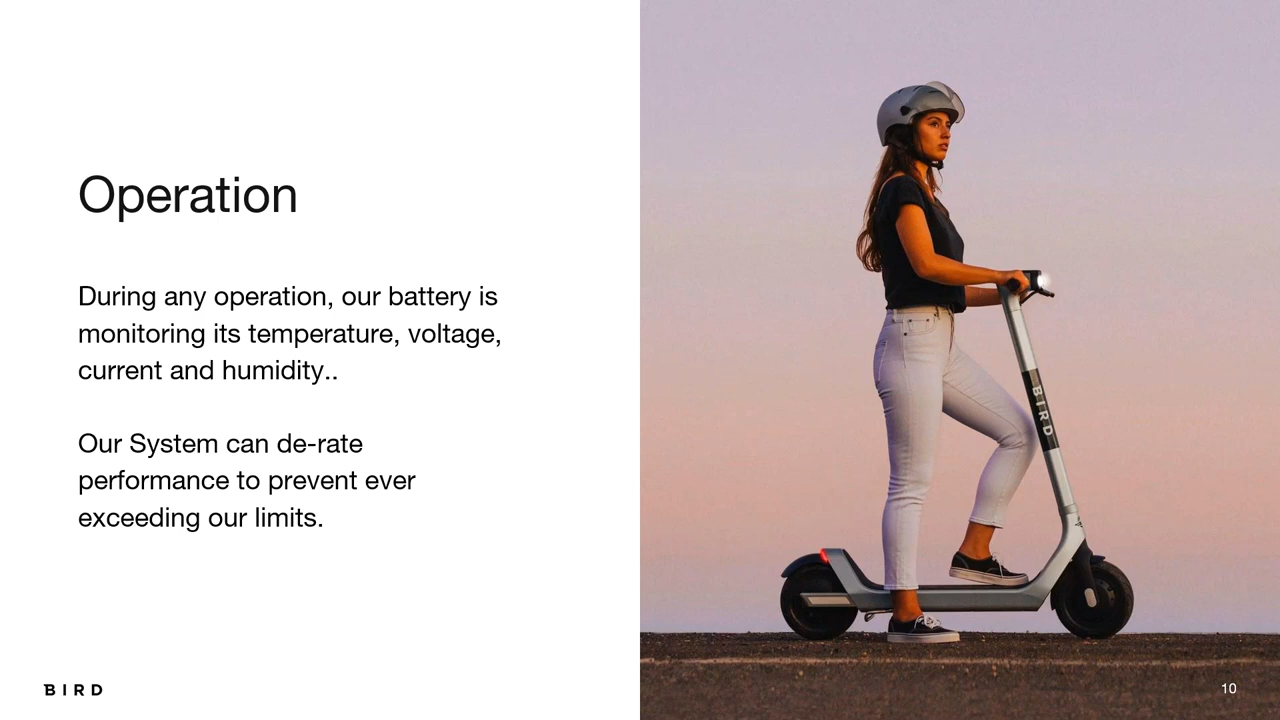 Operation
During any operation, our battery is
monitoring its temperature, voltage,
current and humidity..
Our System can de-rate
performance to prevent ever
exceeding our limits.
BIRD
BIRD
10